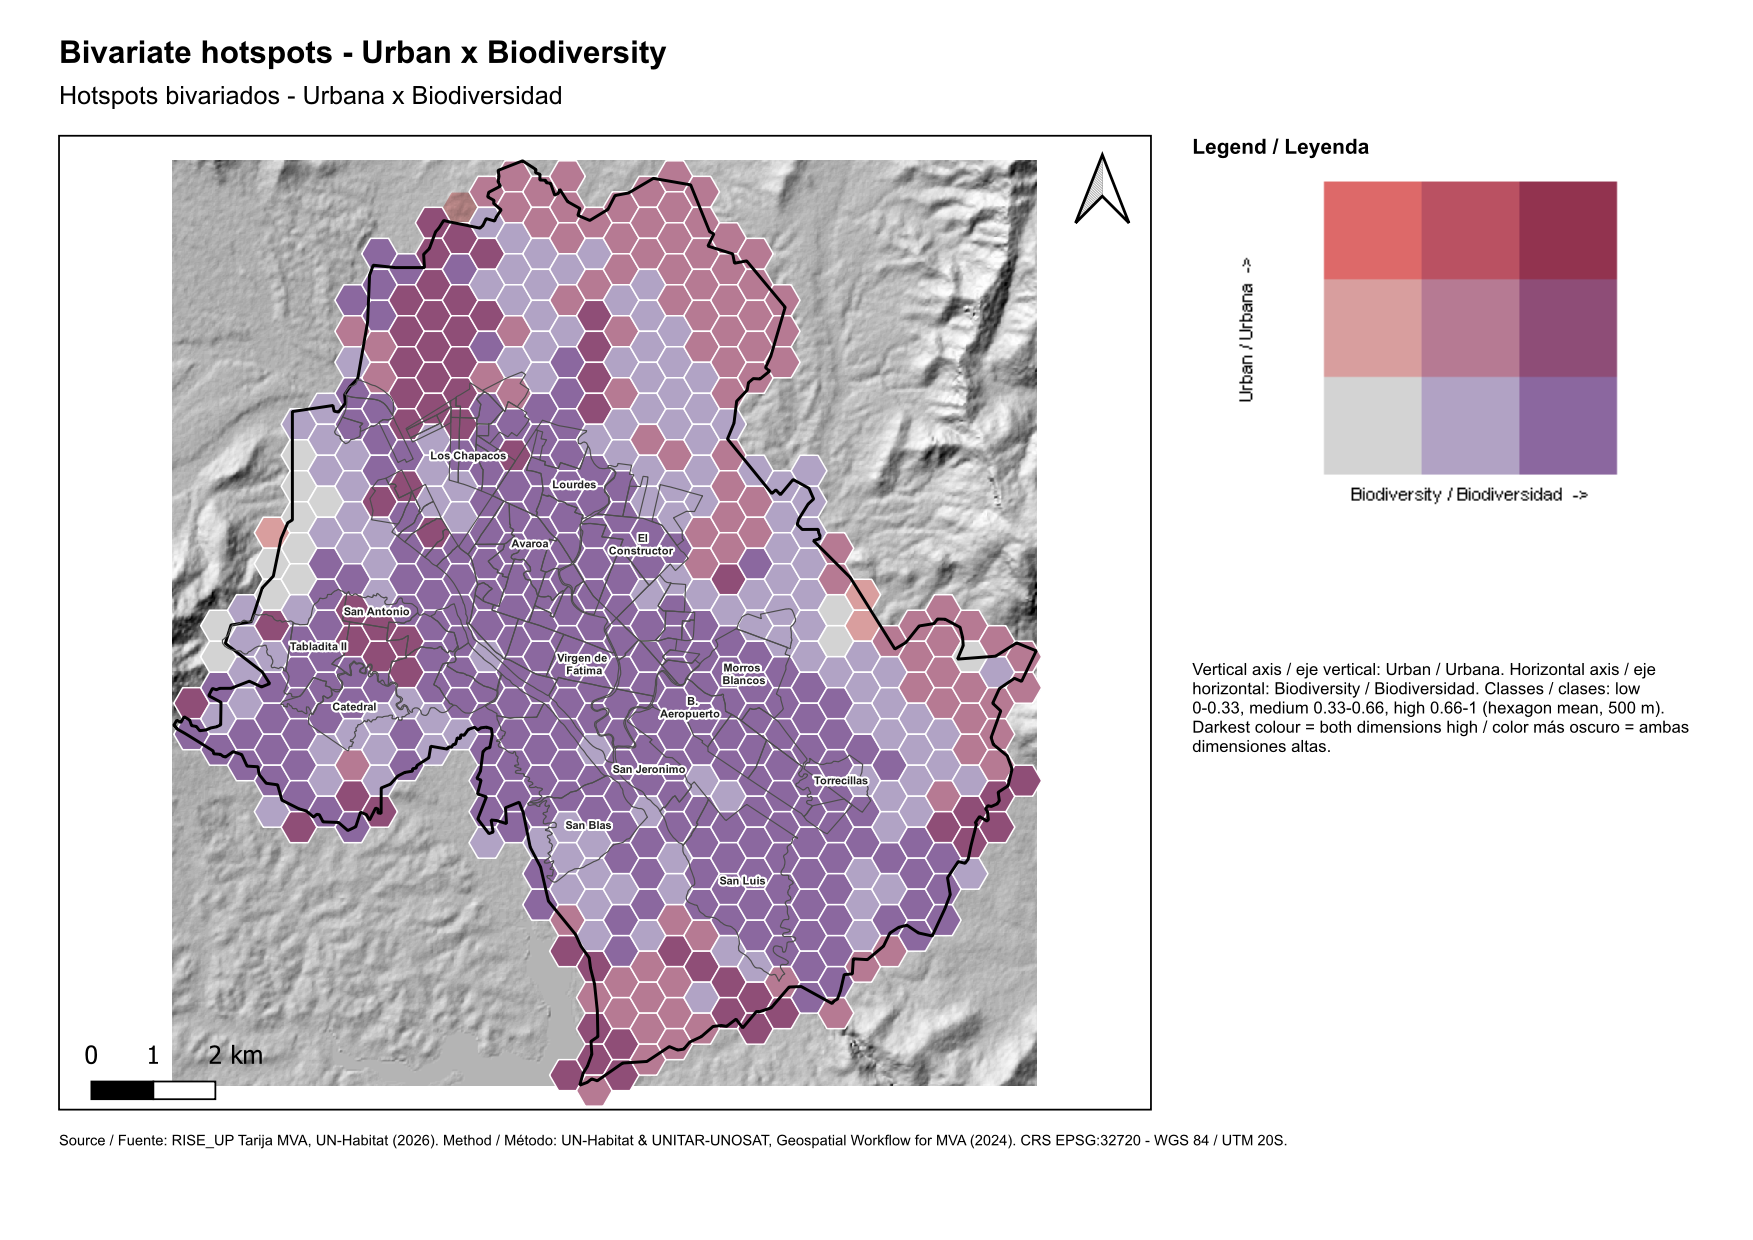 Bivariate hotspots - Urban x Biodiversity
Hotspots bivariados - Urbana x Biodiversidad
Legend / Leyenda
Urban / Urbana ->
Biodiversity / Biodiversidad ->
Los Chapacos
Lourdes
Avaroa
El
Constructor
San Antonio
Tabladita II
Virgen de
Fatima
Morros
Blancos
Catedral
B.
Aeropuerto
San Jeronimo
Torrecillas
San Blas
San Luis
Vertical axis / eje vertical: Urban / Urbana. Horizontal axis / eje
horizontal: Biodiversity / Biodiversidad. Classes / clases: low
0-0.33, medium 0.33-0.66, high 0.66-1 (hexagon mean, 500 m).
Darkest colour = both dimensions high / color más oscuro = ambas
dimensiones altas.
0 1 2 km
Source / Fuente: RISE_UP Tarija MVA, UN-Habitat (2026). Method / Método: UN-Habitat & UNITAR-UNOSAT, Geospatial Workflow for MVA (2024). CRS EPSG:32720 - WGS 84 / UTM 20S.